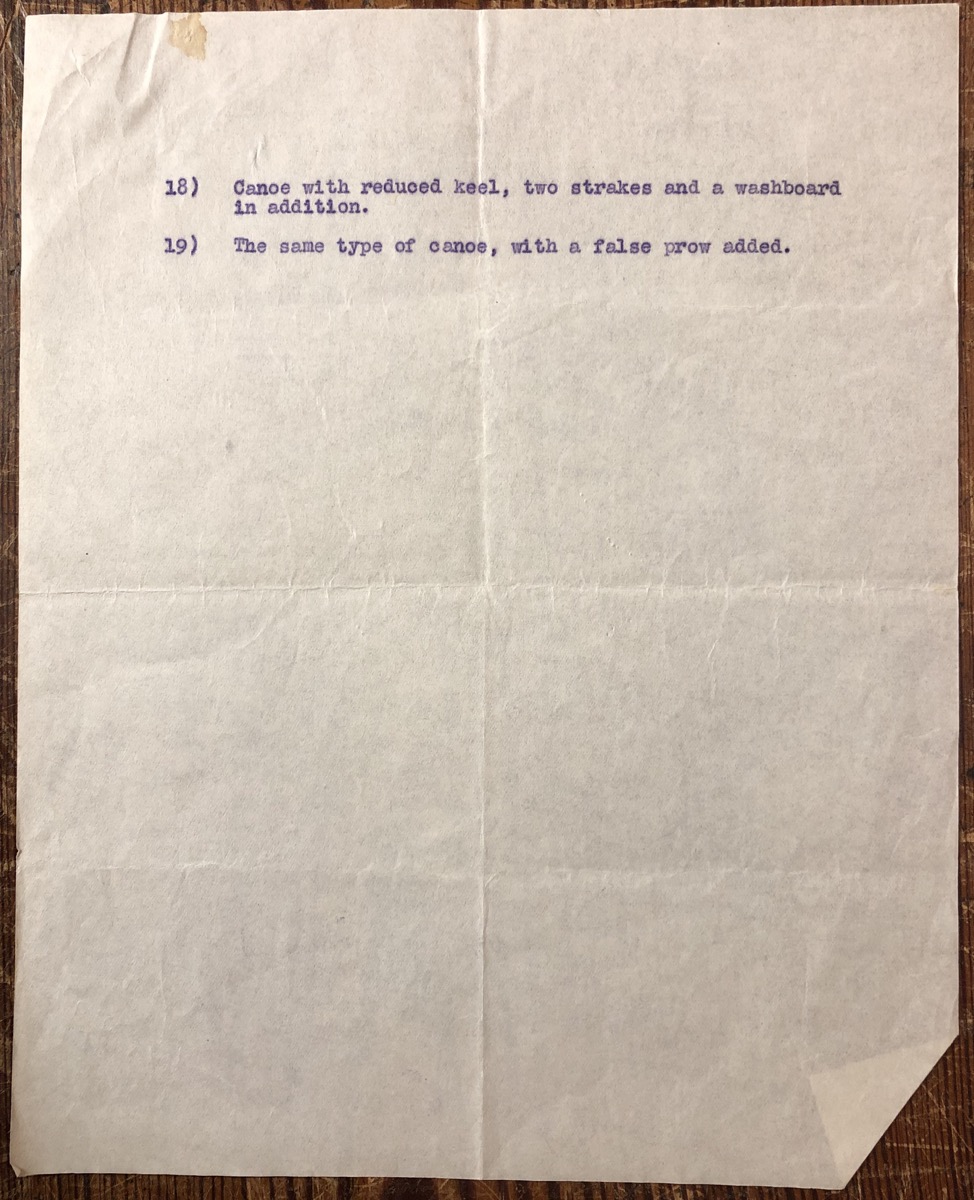 18) Canoe with reduced keel, two strakes and a washboard
in addition.
19) The same type of canoe, with a false prow added.